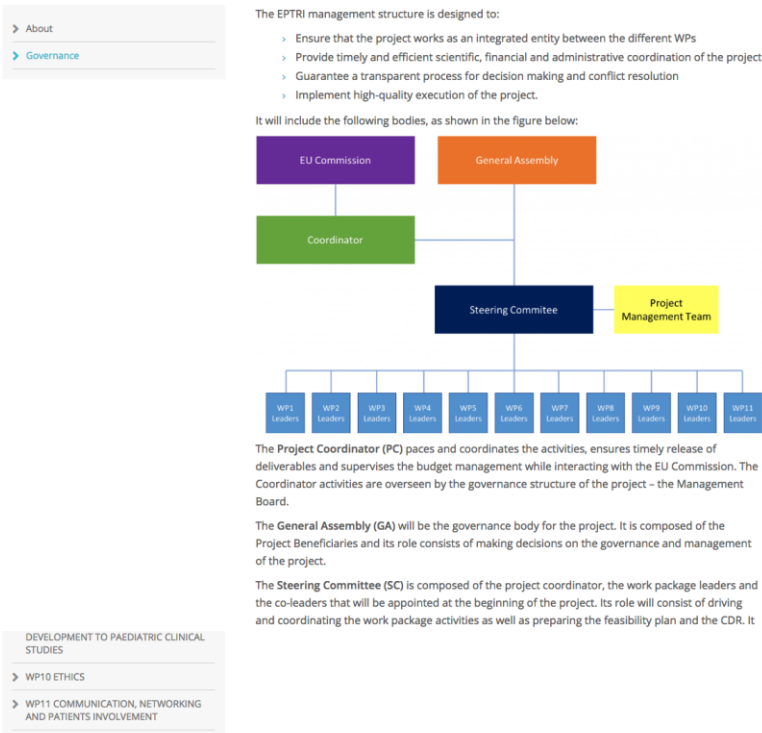 About
Governance
The EPTRI management structure is designed to:
Ensure that the project works as an integrated entity between the different WPs
Provide timely and efficient scientific, financial and administrative coordination of the project
Guarantee a transparent process for decision making and conflict resolution
Implement high-quality execution of the project.
It will include the following bodies, as shown in the figure below:
EU Commission
General Assembly
Coordinator
Steering Commitee
Project
Management Team
WP1
Leaders
WP2
Leaders
WP3
Leaders
WP4
Leaders
WP5
Leaders
WP6
Leaders
WP7
Leaders
WP8
Leaders
WP9
Leaders
WP10
Leaders
WP11
Leaders
The Project Coordinator (PC) paces and coordinates the activities, ensures timely release of
deliverables and supervises the budget management while interacting with the EU Commission. The
Coordinator activities are overseen by the governance structure of the project – the Management
Board.
The General Assembly (GA) will be the governance body for the project. It is composed of the
Project Beneficiaries and its role consists of making decisions on the governance and management
of the project.
The Steering Committee (SC) is composed of the project coordinator, the work package leaders and
the co-leaders that will be appointed at the beginning of the project. Its role will consist of driving
and coordinating the work package activities as well as preparing the feasibility plan and the CDR. It
DEVELOPMENT TO PAEDIATRIC CLINICAL
STUDIES
WP10 ETHICS
WP11 COMMUNICATION, NETWORKING
AND PATIENTS INVOLVEMENT